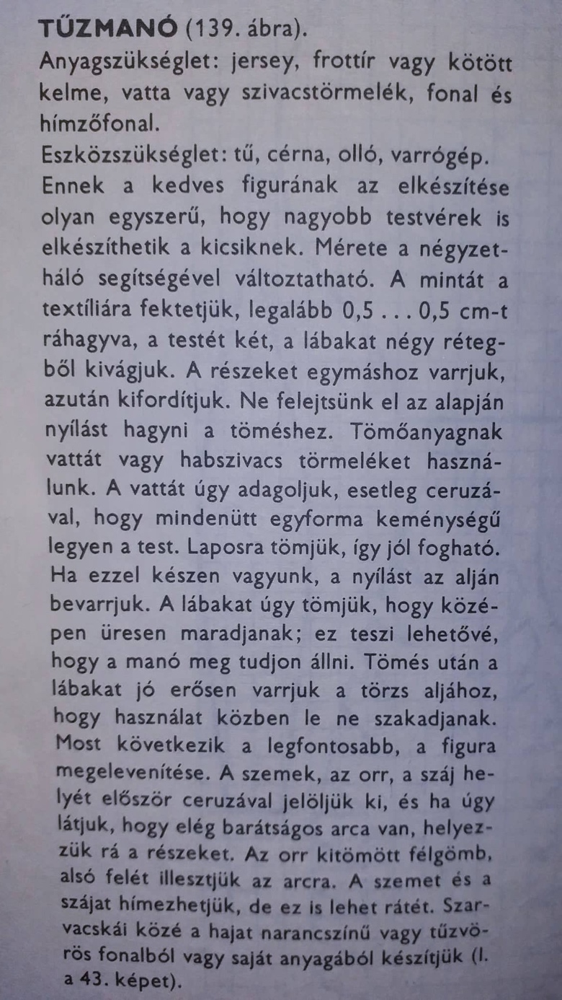 TŰZMANÓ (139. ábra).
Anyagszükséglet: jersey, frottír vagy kötött
kelme, vatta vagy szivacstörmelék, fonal és
hímzőfonal.
Eszközszükséglet: tű, cérna, olló, varrógép.
Ennek a kedves figurának az elkészítése
olyan egyszerű, hogy nagyobb testvérek is
elkészíthetik a kicsiknek. Mérete a négyzet-
háló segítségével változtatható. A mintát a
textíliára fektetjük, legalább 0,5 ... 0,5 cm-t
ráhagyva, a testét két, a lábakat négy réteg-
ből kivágjuk. A részeket egymáshoz varrjuk,
azután kifordítjuk. Ne felejtsünk el az alapján
nyílást hagyni a töméshez. Tömőanyagnak
vattát vagy habszivacs törmeléket haszná-
lunk. A vattát úgy adagoljuk, esetleg ceruzá-
val, hogy mindenütt egyforma keménységű
legyen a test. Laposra tömjük, így jól fogható.
Ha ezzel készen vagyunk, a nyílást az alján
bevarrjuk. A lábakat úgy tömjük, hogy közé-
pen üresen maradjanak; ez teszi lehetővé,
hogy a manó meg tudjon állni. Tömés után a
lábakat jó erősen varrjuk a törzs aljához,
hogy használat közben le ne szakadjanak.
Most következik a legfontosabb, a figura
megelevenítése. A szemek, az orr, a száj he-
lyét először ceruzával jelöljük ki, és ha úgy
látjuk, hogy elég barátságos arca van, helyez-
zük rá a részeket. Az orr kitömött félgömb,
alsó felét illesztjük az arcra. A szemet és a
szájat hímezhetjük, de ez is lehet rátét. Szar-
vacskái közé a hajat narancszínű vagy tűzvö-
rös fonalból vagy saját anyagából készítjük (l.
a 43. képet).